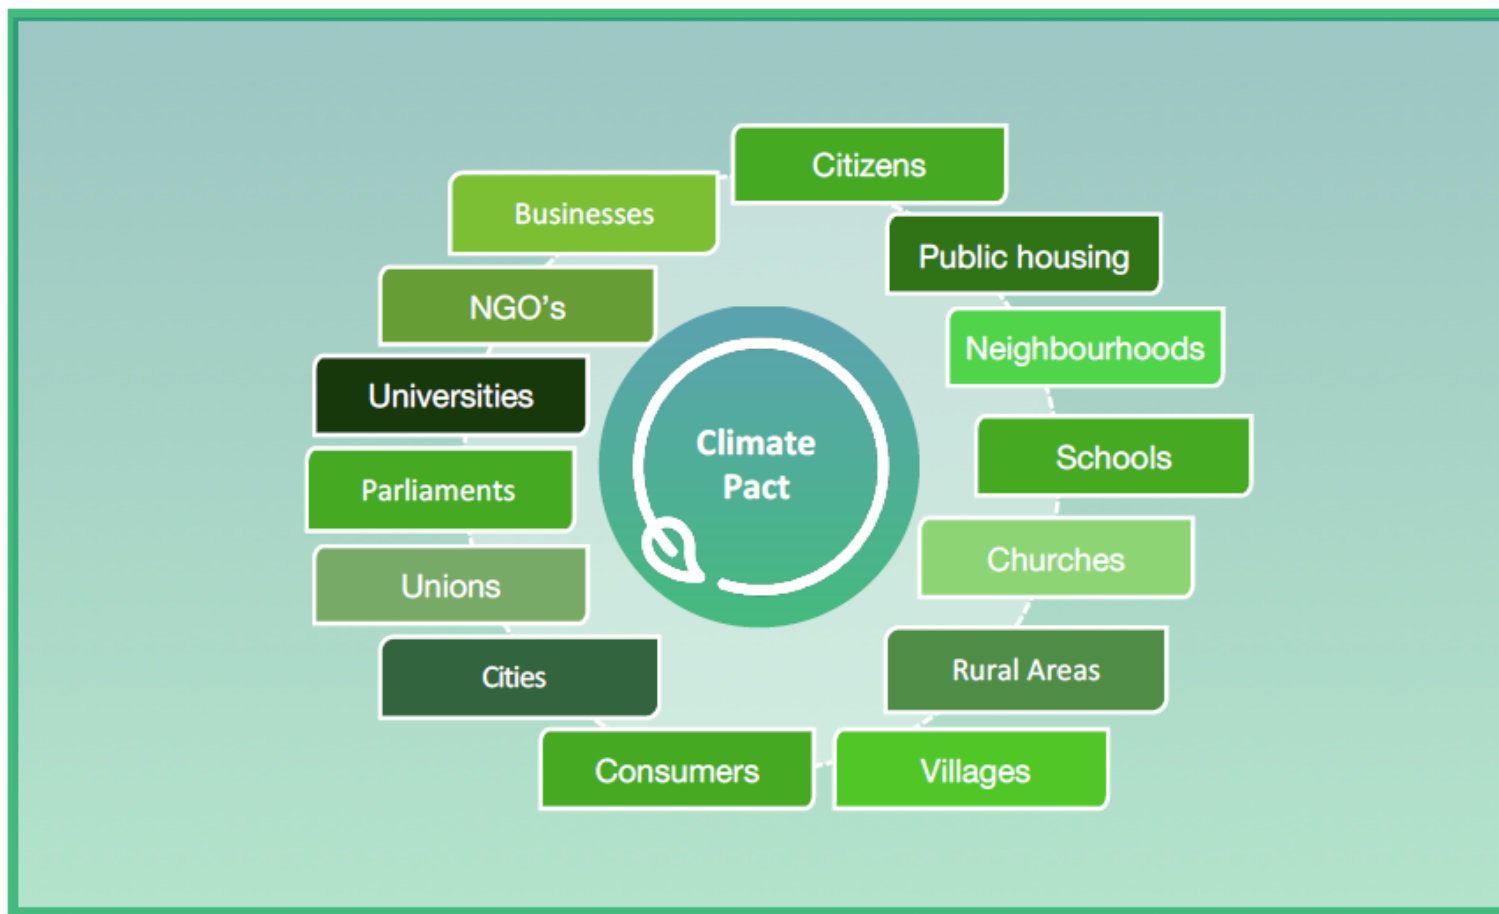 Citizens
Businesses
Public housing
NGO’s
Neighbourhoods
Universities
Climate
Pact
Schools
Parliaments
Churches
Unions
Rural Areas
Cities
Consumers
Villages